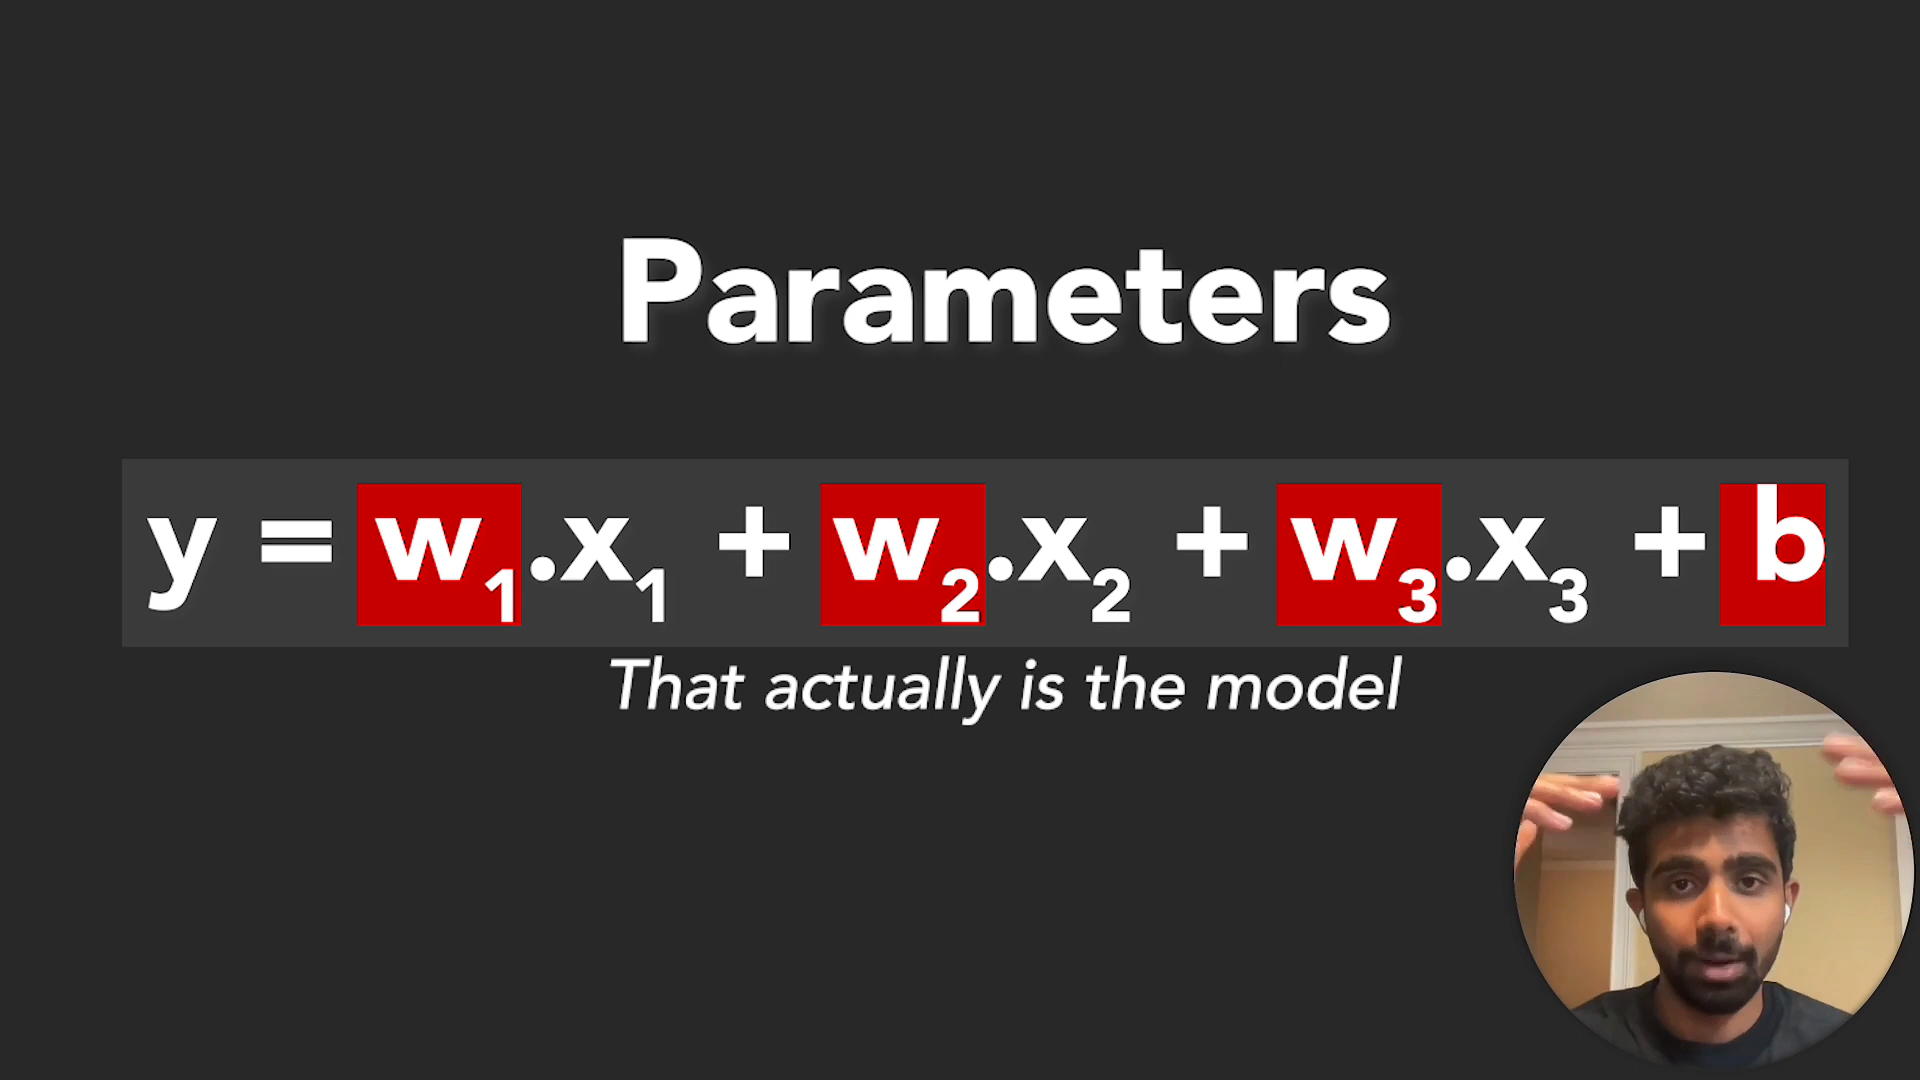 Parameters
y = w₁.x₁ + w₂.x₂ + w₃.x₃ + b
That actually is the model